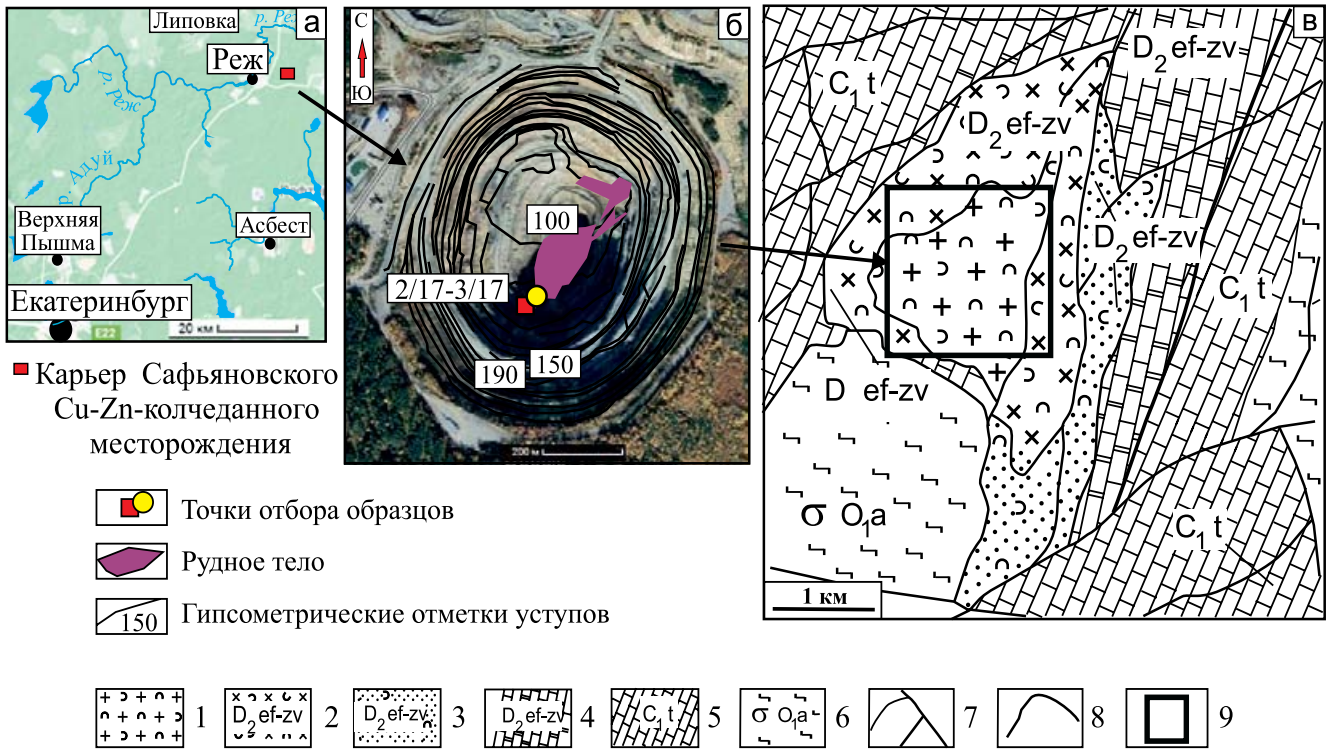 а
Липовка
р. Реж
Реж
р. Реж
р. Адуй
Верхняя
Пышма
Асбест
Екатеринбург
E22
20 км
Карьер Сафьяновского
Cu-Zn-колчеданного
месторождения
б
С
Ю
100
2/17-3/17
150
190
200 м
в
D2 ef-zv
C1 t
D2 ef-zv
D2 ef-zv
C1 t
D ef-zv
σ O1a
C1 t
1 км
Точки отбора образцов
Рудное тело
150 Гипсометрические отметки уступов
1
D2 ef-zv 2
D2 ef-zv 3
D2 ef-zv 4
C1 t 5
σ O1a 6
7
8
9